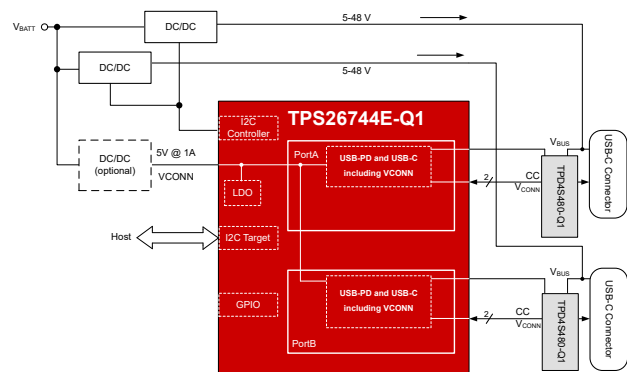 VBATT
DC/DC
5-48 V
DC/DC
5-48 V
TPS26744E-Q1
I2C
Controller
DC/DC
(optional)
5V @ 1A
VCONN
LDO
PortA
USB-PD and USB-C
including VCONN
VBUS
2
CC
VCONN
TPD4S480-Q1
USB-C Connector
Host
I2C Target
GPIO
USB-PD and USB-C
including VCONN
PortB
VBUS
2
CC
VCONN
TPD4S480-Q1
USB-C Connector